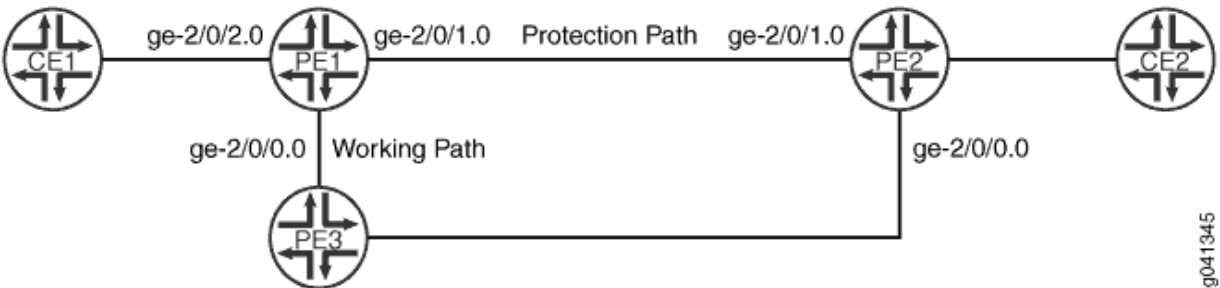 ge-2/0/2.0 ge-2/0/1.0 Protection Path ge-2/0/1.0
CE1 PE1 PE2 CE2
ge-2/0/0.0 Working Path ge-2/0/0.0
PE3
g041345